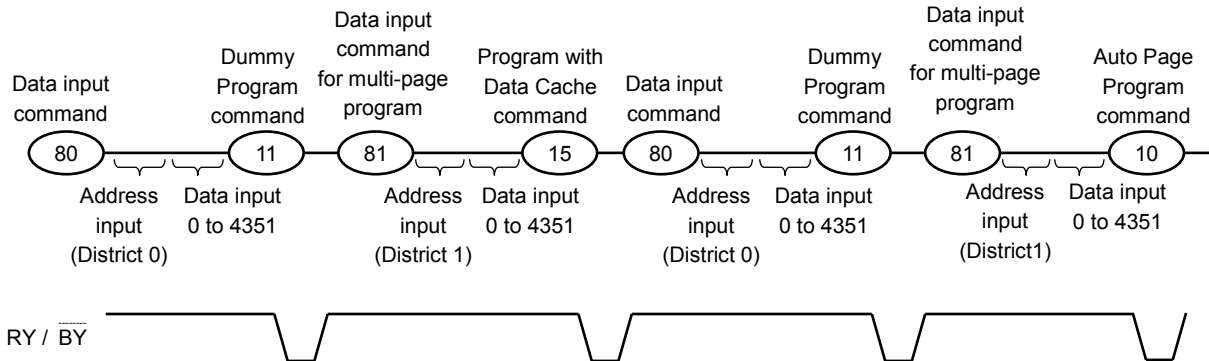 Data input
command
80
Address
input
(District 0)
Data input
0 to 4351
Dummy
Program
command
11
Data input
command
for multi-page
program
81
Address
input
(District 1)
Data input
0 to 4351
Program with
Data Cache
command
15
Data input
command
80
Address
input
(District 0)
Data input
0 to 4351
Dummy
Program
command
11
Data input
command
for multi-page
program
81
Address
input
(District1)
Data input
0 to 4351
Auto Page
Program
command
10
RY / BY